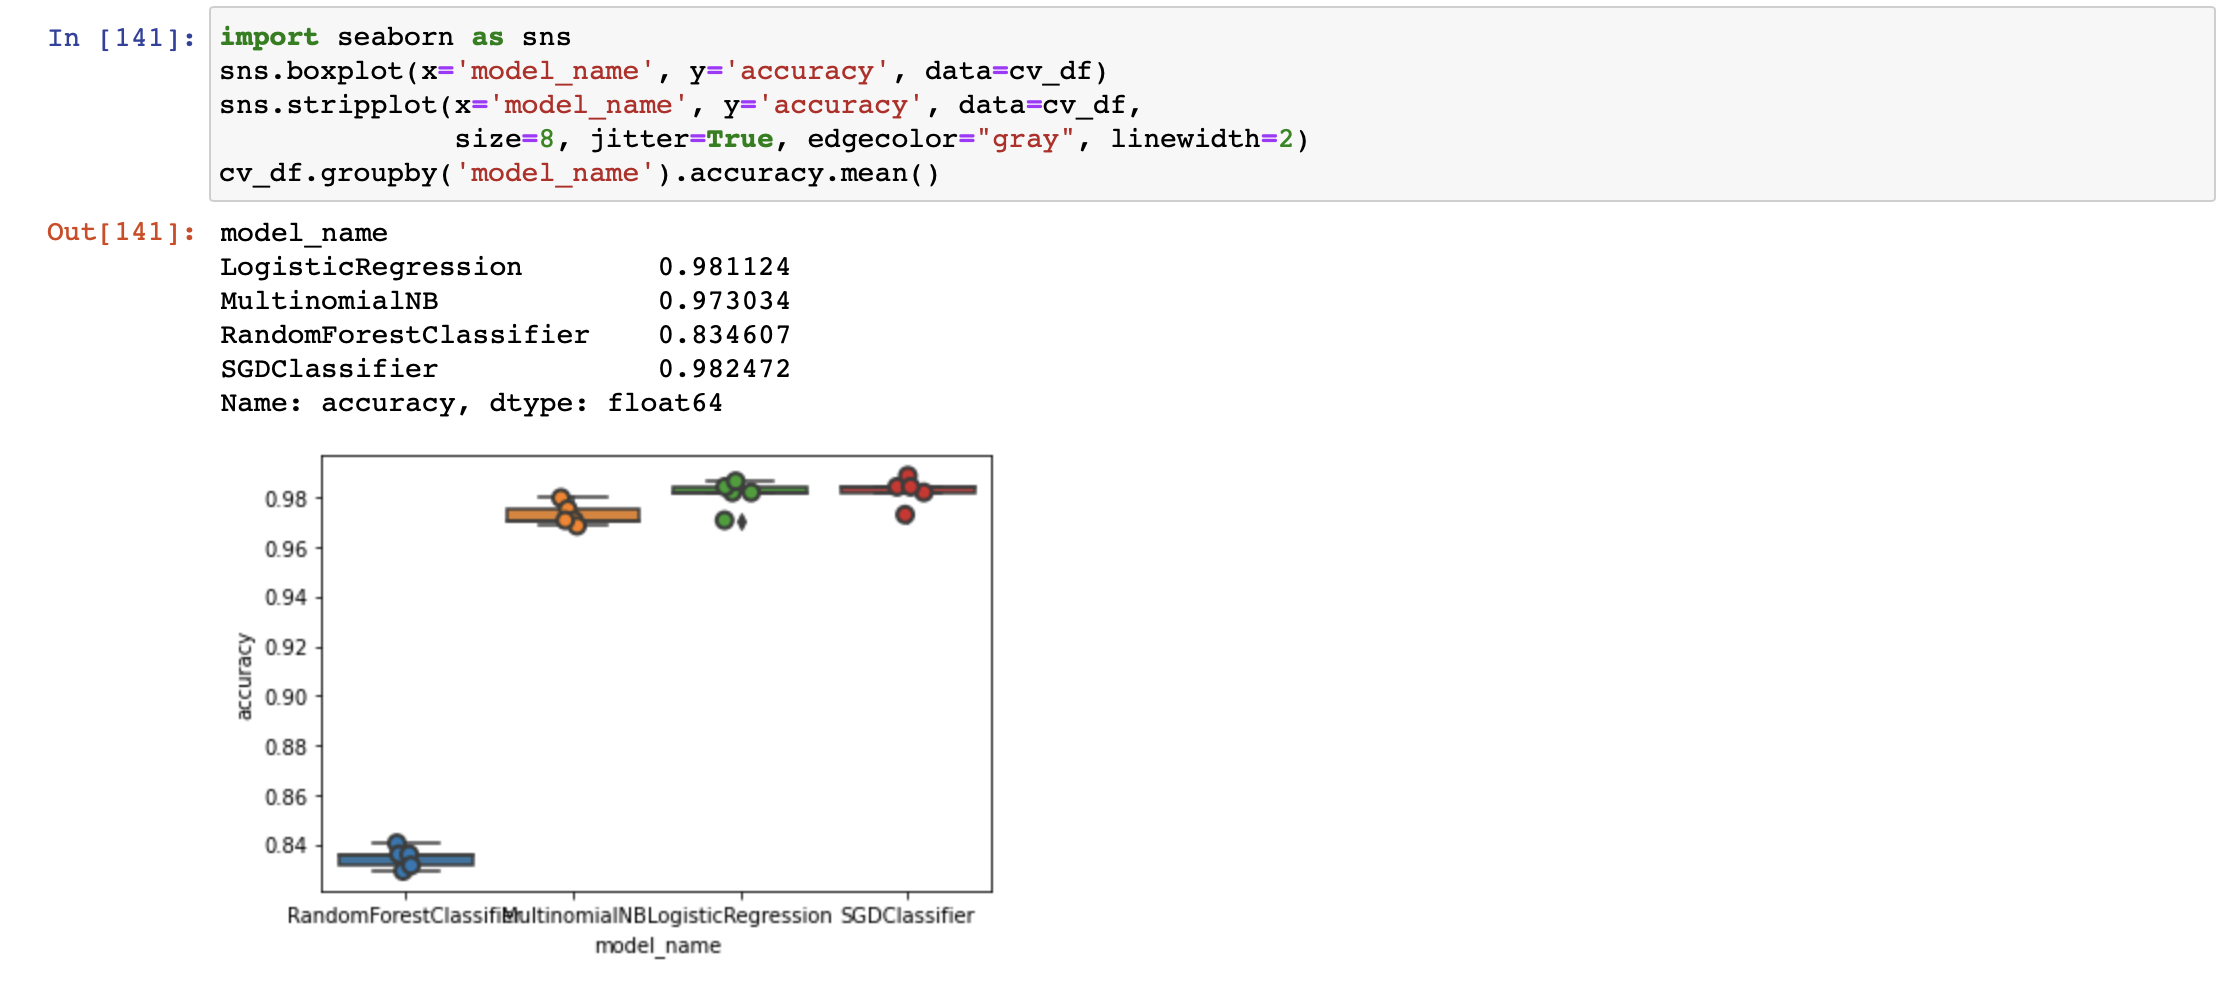 In [141]: import seaborn as sns
sns.boxplot(x='model_name', y='accuracy', data=cv_df)
sns.stripplot(x='model_name', y='accuracy', data=cv_df,
              size=8, jitter=True, edgecolor="gray", linewidth=2)
cv_df.groupby('model_name').accuracy.mean()
Out[141]: model_name
LogisticRegression        0.981124
MultinomialNB             0.973034
RandomForestClassifier    0.834607
SGDClassifier             0.982472
Name: accuracy, dtype: float64
0.98
0.96
0.94
0.92
0.90
0.88
0.86
0.84
accuracy
RandomForestClassifier MultinomialNB LogisticRegression SGDClassifier
model_name